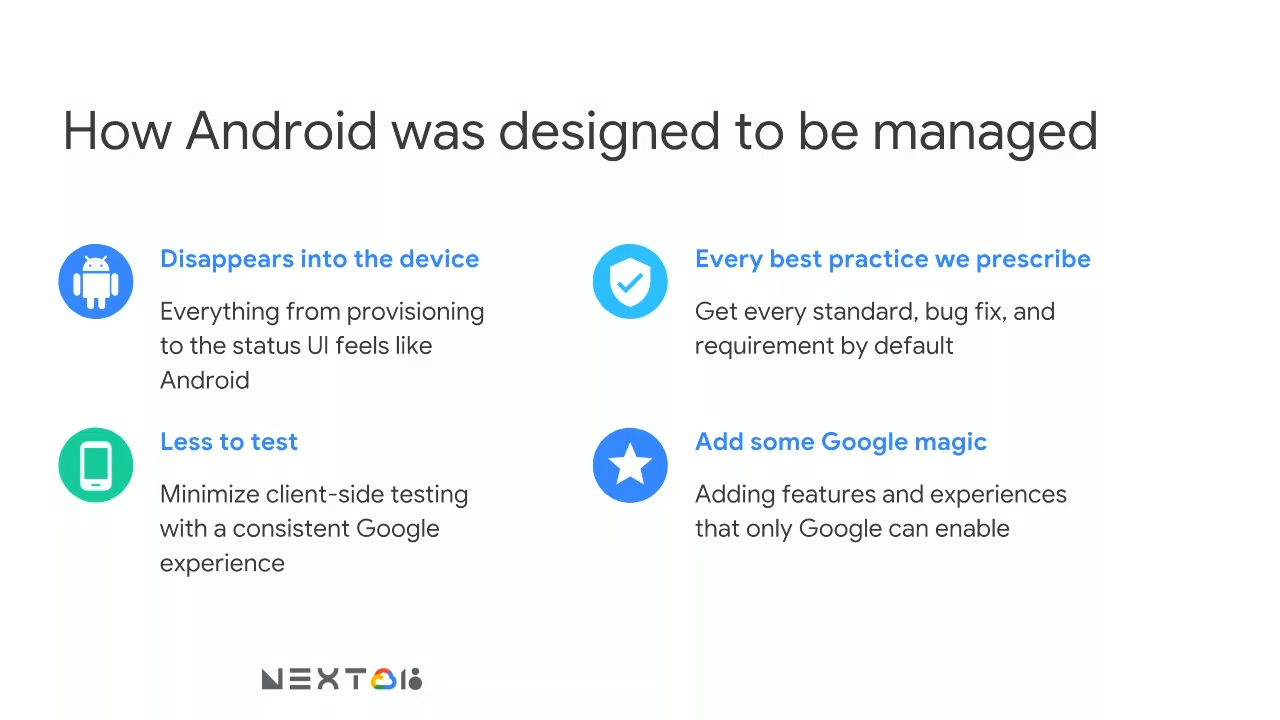 How Android was designed to be managed
Disappears into the device
Everything from provisioning
to the status UI feels like
Android
Every best practice we prescribe
Get every standard, bug fix, and
requirement by default
Less to test
Minimize client-side testing
with a consistent Google
experience
Add some Google magic
Adding features and experiences
that only Google can enable
NEXT 18